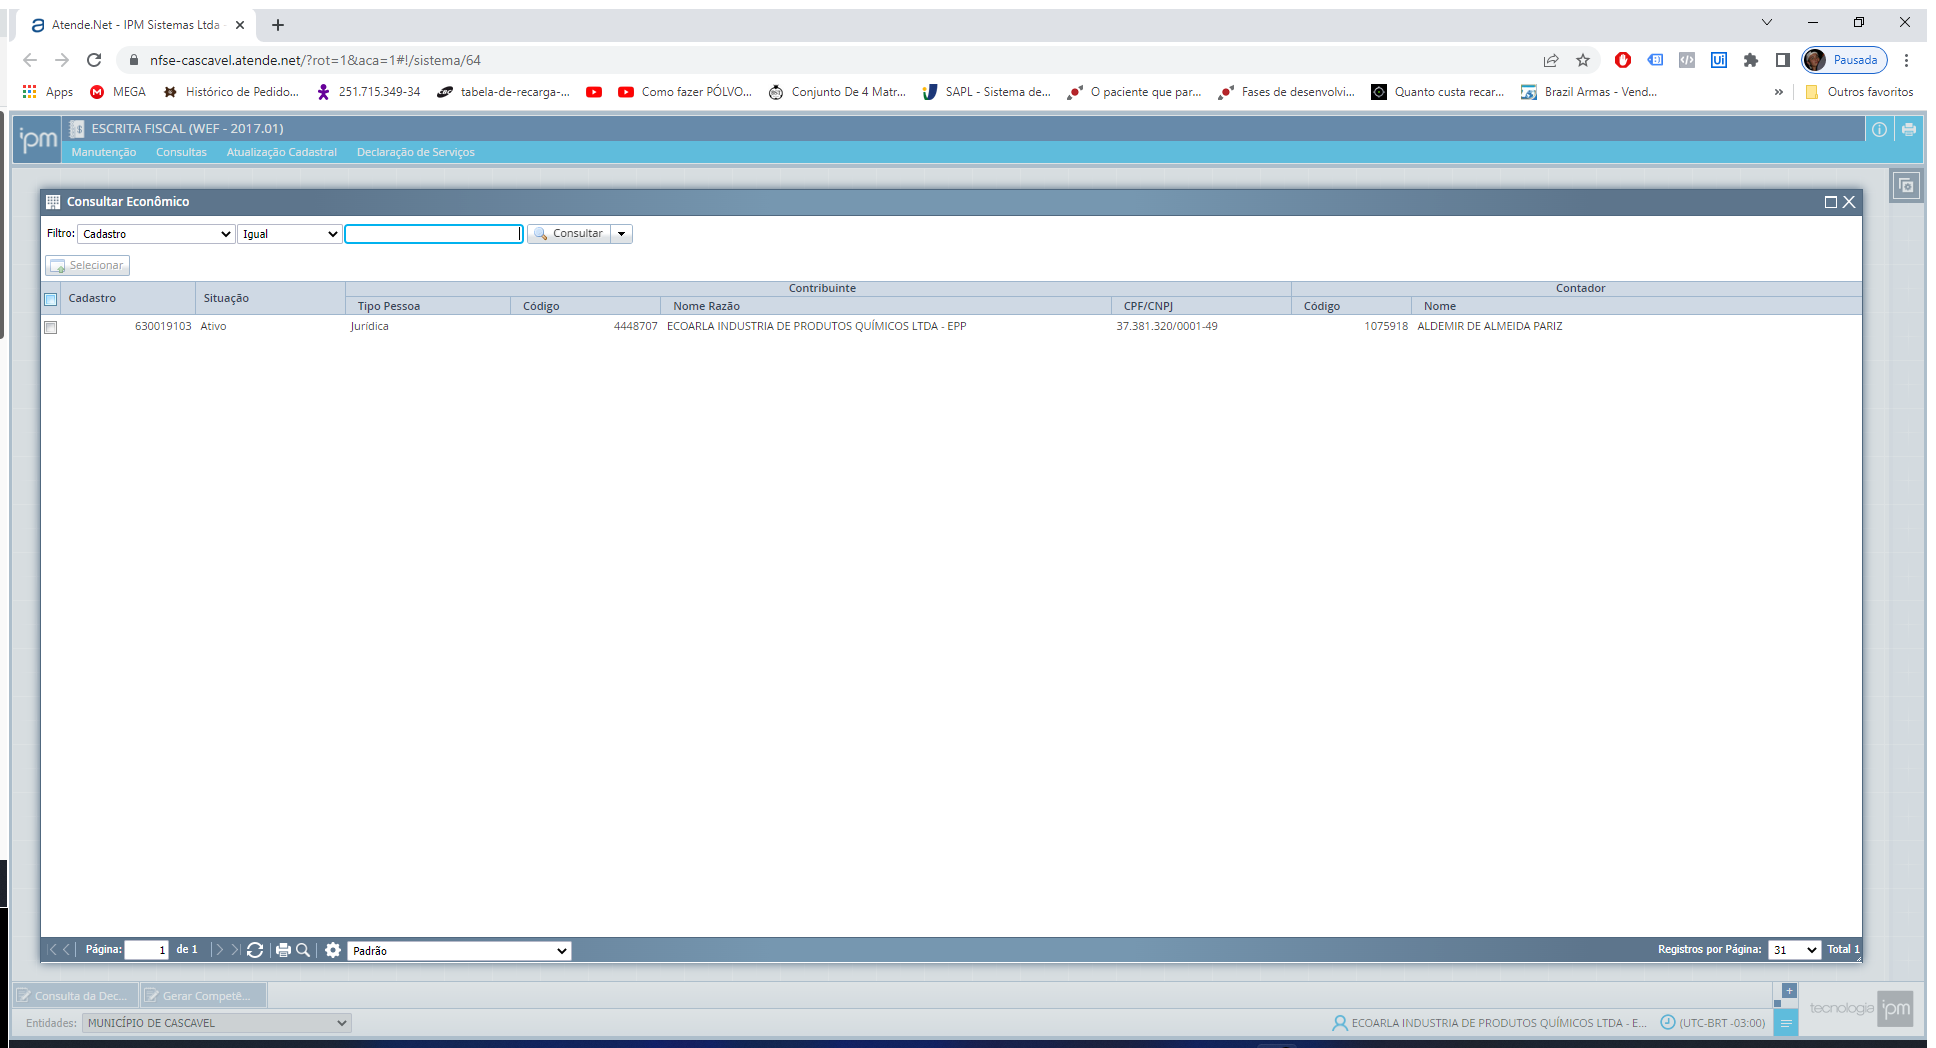 Atende.Net - IPM Sistemas Ltda
nfse-cascavel.atende.net/?rot=1&aca=1#!/sistema/64
Pausada
Apps MEGA Histórico de Pedido... 251.715.349-34 tabela-de-recarga-... Como fazer PÓLVO... Conjunto De 4 Matr... SAPL - Sistema de... O paciente que par... Fases de desenvolvi... Quanto custa recar... Brazil Armas - Vend... » Outros favoritos
ipm ESCRITA FISCAL (WEF - 2017.01)
Manutenção Consultas Atualização Cadastral Declaração de Serviços
Consultar Econômico
Filtro: Cadastro Igual Consultar
Selecionar
Contribuinte Contador
Cadastro Situação
Tipo Pessoa Código Nome Razão CPF/CNPJ Código Nome
630019103 Ativo Jurídica 4448707 ECOARLA INDUSTRIA DE PRODUTOS QUÍMICOS LTDA - EPP 37.381.320/0001-49 1075918 ALDEMIR DE ALMEIDA PARIZ
Página: 1 de 1 Padrão Registros por Página: 31 Total 1
Consulta da Dec... Gerar Competê...
tecnologia ipm
Entidades: MUNICÍPIO DE CASCAVEL ECOARLA INDUSTRIA DE PRODUTOS QUÍMICOS LTDA - E... (UTC-BRT -03:00)